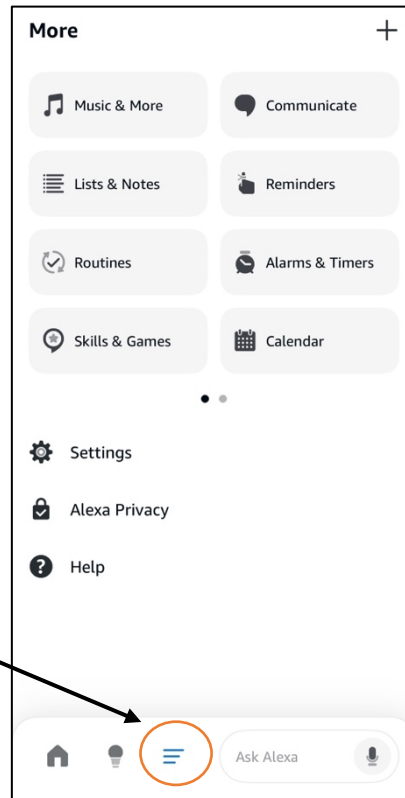 More
Music & More
Communicate
Lists & Notes
Reminders
Routines
Alarms & Timers
Skills & Games
Calendar
Settings
Alexa Privacy
Help
Ask Alexa